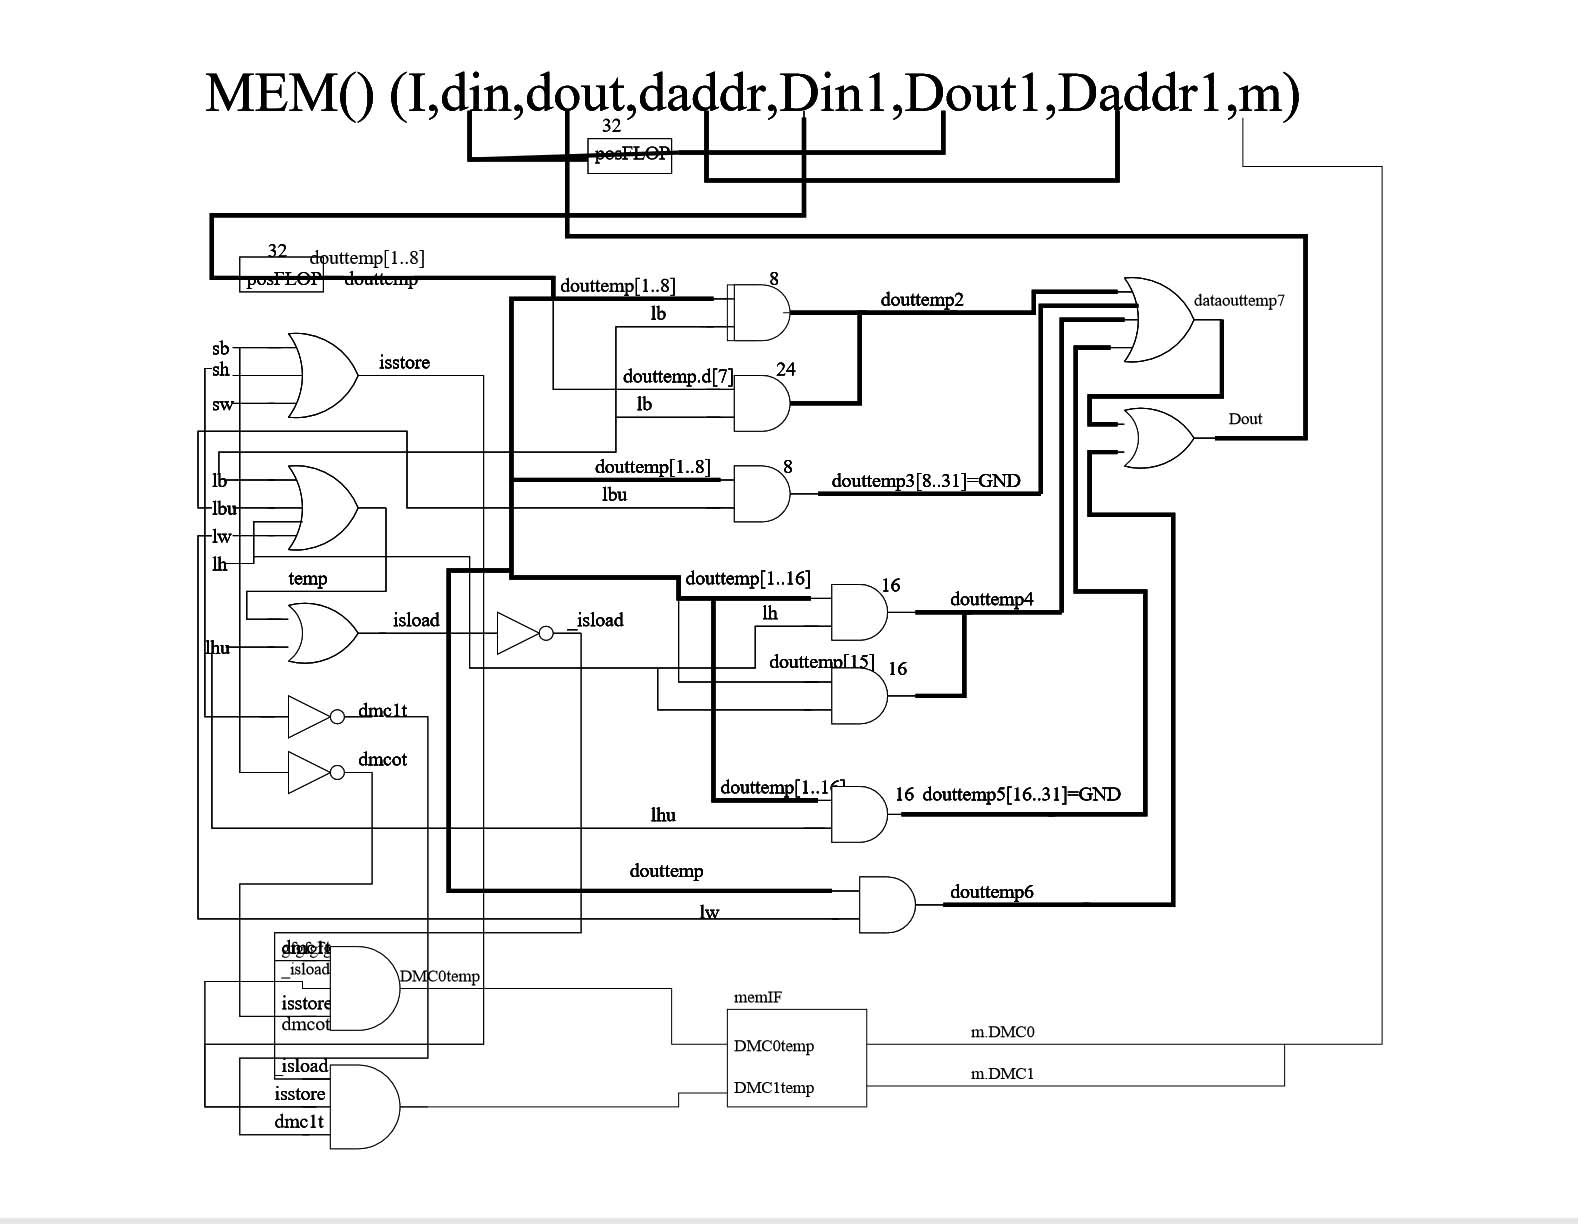 MEM() (I,din,dout,daddr,Din1,Dout1,Daddr1,m)
32
posFLOP
32
douttemp[1..8]
posFLOP douttemp
douttemp[1..8]
8
lb
douttemp2
dataouttemp7
sb
isstore
sh
douttemp.d[7]
24
sw
lb
Dout
lb
douttemp[1..8]
8
douttemp3[8..31]=GND
lbu
lbu
lw
lh
temp
douttemp[1..16]
16
douttemp4
lh
isload
_isload
lhu
douttemp[15]
16
dmc1t
dmcot
douttemp[1..16]
16 douttemp5[16..31]=GND
lhu
douttemp
douttemp6
lw
_isload
DMC0temp
isstore
dmcot
memIF
m.DMC0
DMC0temp
_isload
m.DMC1
DMC1temp
isstore
dmc1t